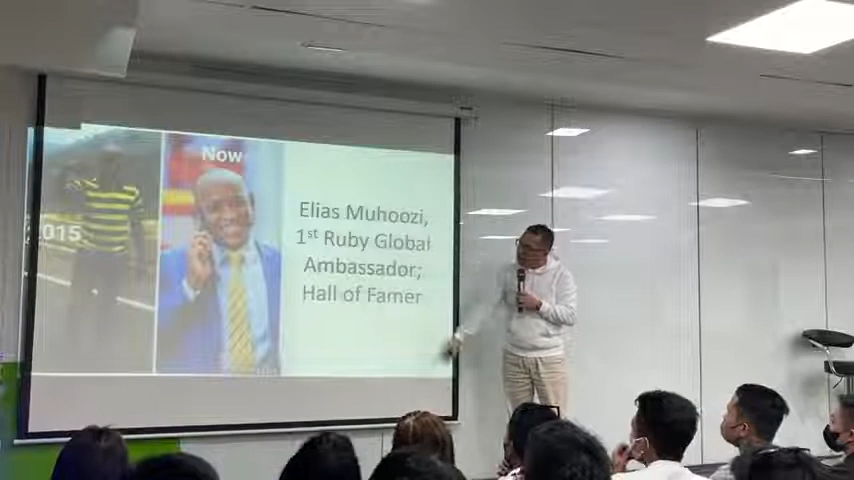 Now
2015
Elias Muhoozi,
1st Ruby Global
Ambassador;
Hall of Famer